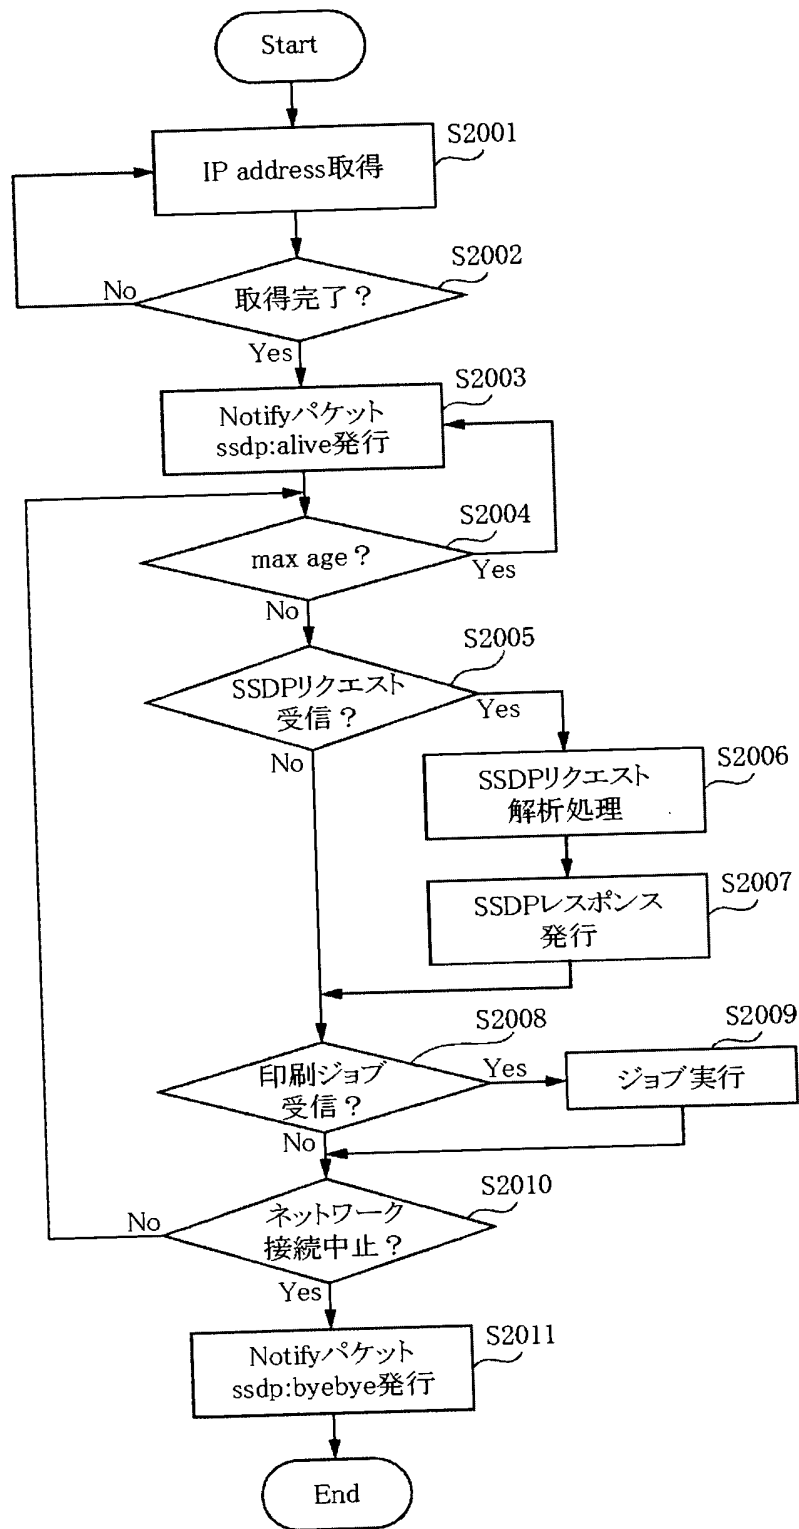 Start
S2001
IP address取得
S2002
取得完了？
No
Yes
S2003
Notifyパケット
ssdp:alive発行
S2004
max age？
Yes
No
S2005
SSDPリクエスト
受信？
Yes
No
S2006
SSDPリクエスト
解析処理
S2007
SSDPレスポンス
発行
S2008
印刷ジョブ
受信？
Yes
No
S2009
ジョブ実行
S2010
ネットワーク
接続中止？
No
Yes
S2011
Notifyパケット
ssdp:byebye発行
End